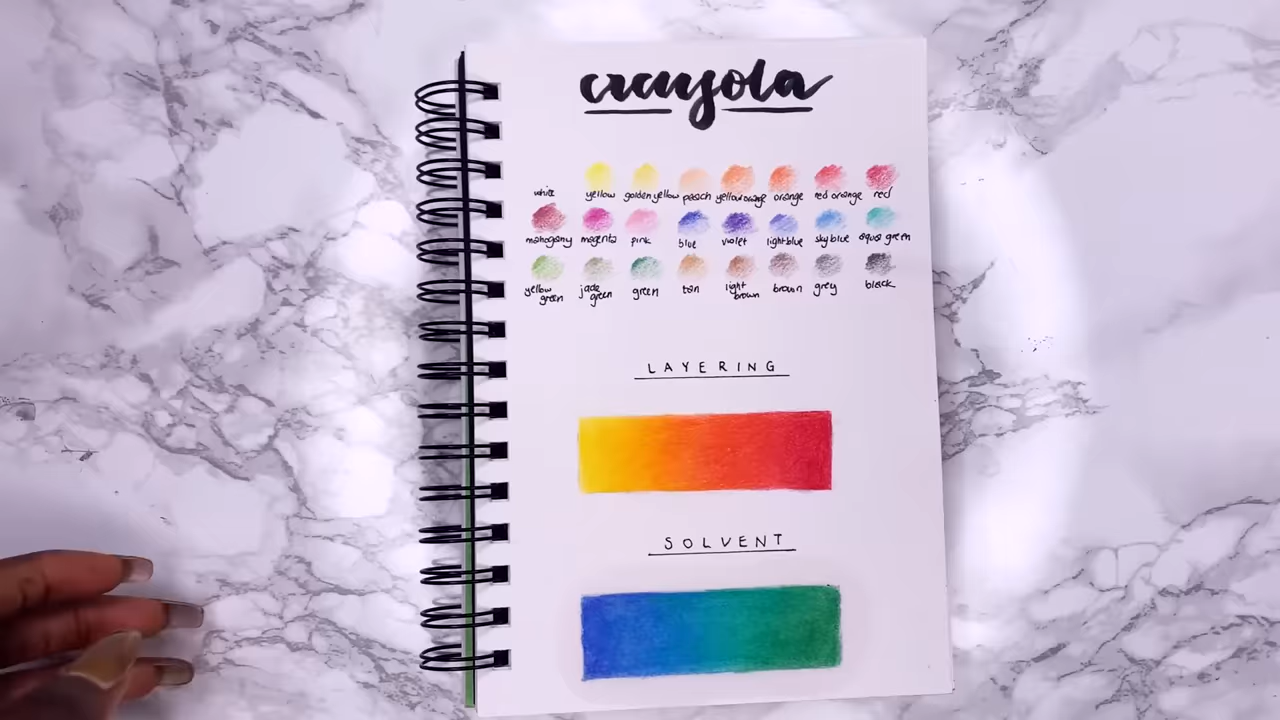 crayola
white yellow golden yellow peach yellow orange orange red orange red
mahogany magenta pink blue violet light blue sky blue aqua green
yellow green jade green green tan light brown brown grey black
LAYERING
SOLVENT